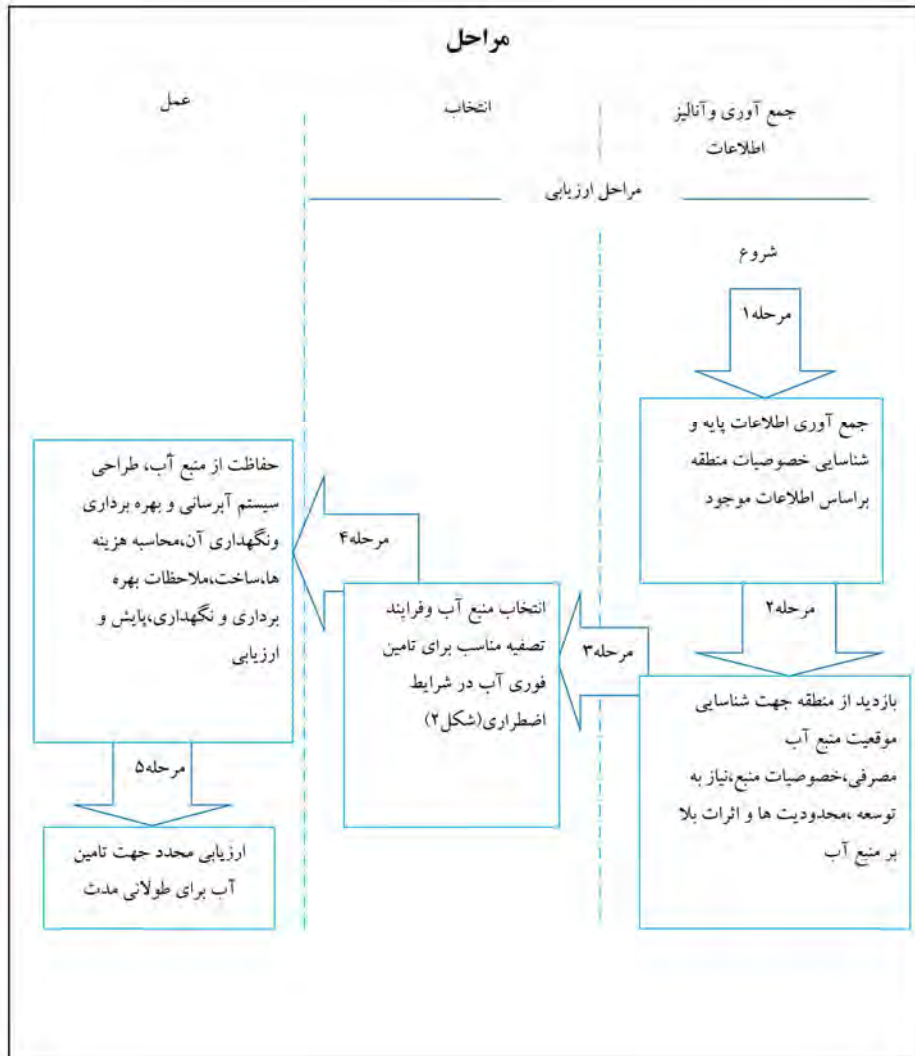 مراحل
جمع آوری وآنالیز
اطلاعات
انتخاب
عمل
مراحل ارزیابی
شروع
مرحله۱
جمع آوری اطلاعات پایه و
شناسایی خصوصیات منطقه
براساس اطلاعات موجود
مرحله۲
بازدید از منطقه جهت شناسایی
موقعیت منبع آب
مصرفی،خصوصیات منبع،نیاز به
توسعه ،محدودیت ها و اثرات بلا
بر منبع آب
مرحله۳
انتخاب منبع آب وفرایند
تصفیه مناسب برای تامین
فوری آب در شرایط
اضطراری(شکل۲)
مرحله۴
حفاظت از منبع آب، طراحی
سیستم آبرسانی و بهره برداری
ونگهداری آن،محاسبه هزینه
ها،ساخت،ملاحظات بهره
برداری و نگهداری،پایش و
ارزیابی
مرحله۵
ارزیابی مجدد جهت تامین
آب برای طولانی مدت